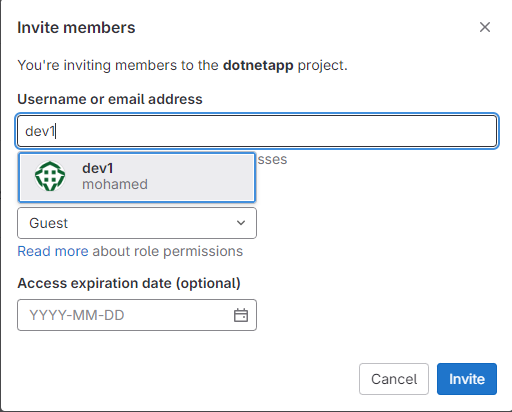 Invite members
You're inviting members to the dotnetapp project.
Username or email address
dev1
sses
dev1
mohamed
Guest
Read more about role permissions
Access expiration date (optional)
YYYY-MM-DD
Cancel
Invite